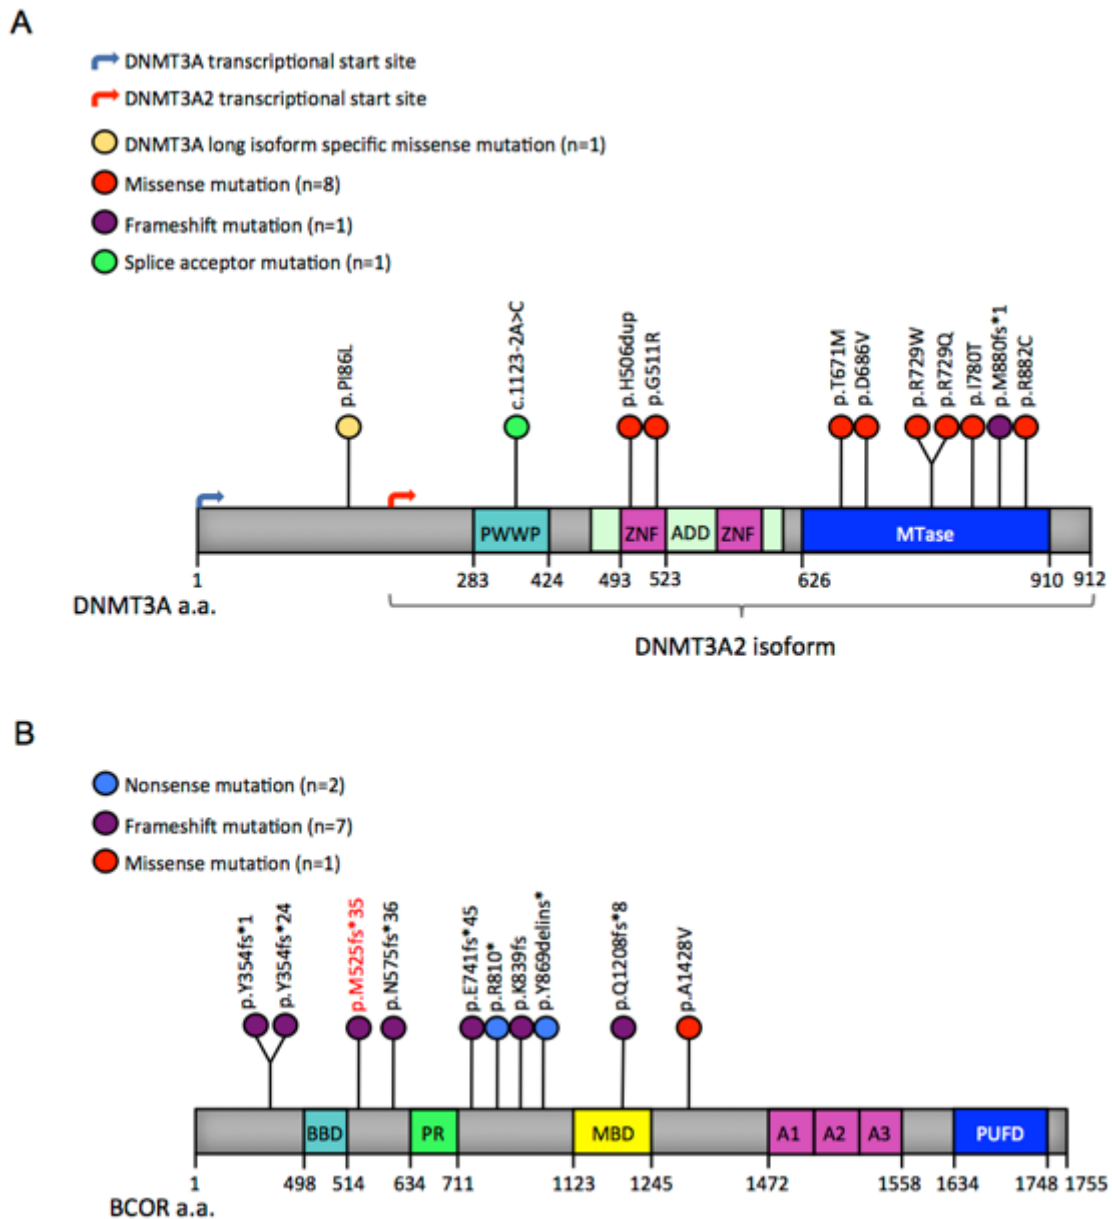 A
DNMT3A transcriptional start site
DNMT3A2 transcriptional start site
DNMT3A long isoform specific missense mutation (n=1)
Missense mutation (n=8)
Frameshift mutation (n=1)
Splice acceptor mutation (n=1)
p.PI86L
c.1123-2A>C
p.H506dup
p.G511R
p.T671M
p.D686V
p.R729W
p.R729Q
p.I780T
p.M880fs*1
p.R882C
PWWP
ZNF
ADD
ZNF
MTase
1
283
424
493
523
626
910
912
DNMT3A a.a.
DNMT3A2 isoform
B
Nonsense mutation (n=2)
Frameshift mutation (n=7)
Missense mutation (n=1)
p.Y354fs*1
p.Y354fs*24
p.M525fs*35
p.N575fs*36
p.E741fs*45
p.R810*
p.K839fs
p.Y869delins*
p.Q1208fs*8
p.A1428V
BBD
PR
MBD
A1
A2
A3
PUFD
1
498
514
634
711
1123
1245
1472
1558
1634
1748
1755
BCOR a.a.